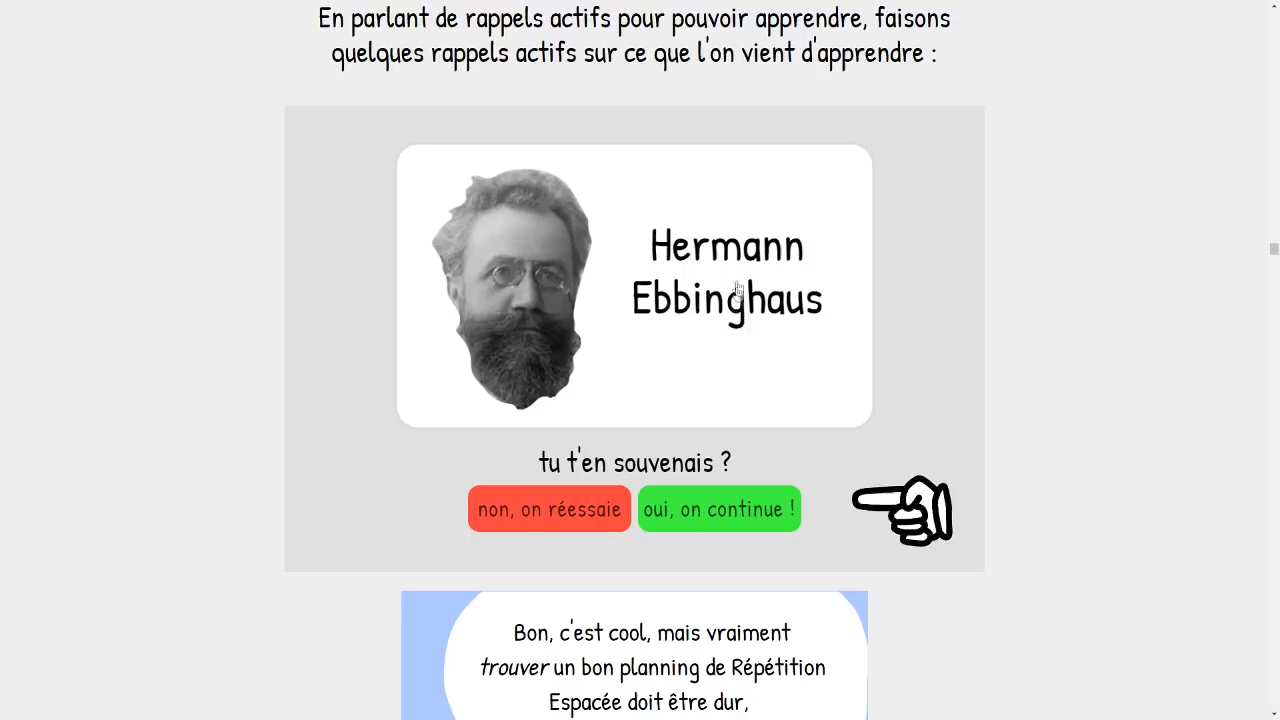 En parlant de rappels actifs pour pouvoir apprendre, faisons
quelques rappels actifs sur ce que l'on vient d'apprendre :
Hermann
Ebbinghaus
tu t'en souvenais ?
non, on réessaie
oui, on continue !
Bon, c'est cool, mais vraiment
trouver un bon planning de Répétition
Espacée doit être dur,